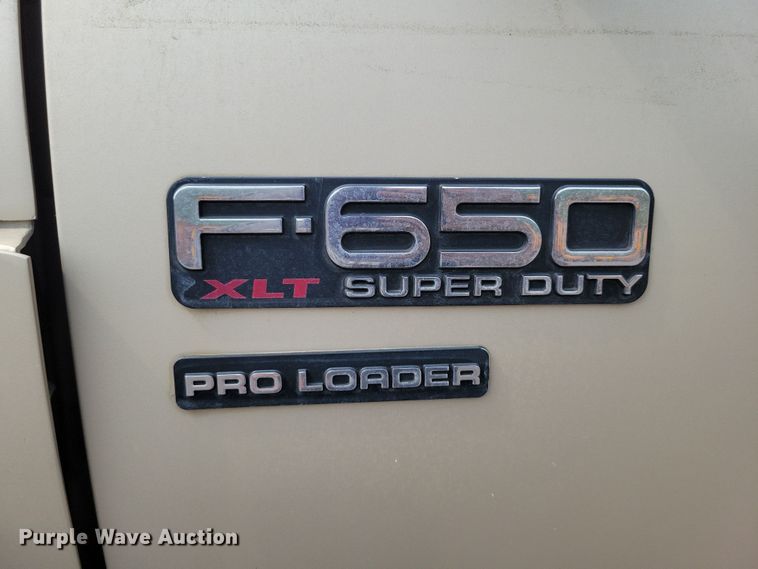 F-650
XLT SUPER DUTY
PRO LOADER
Purple Wave Auction